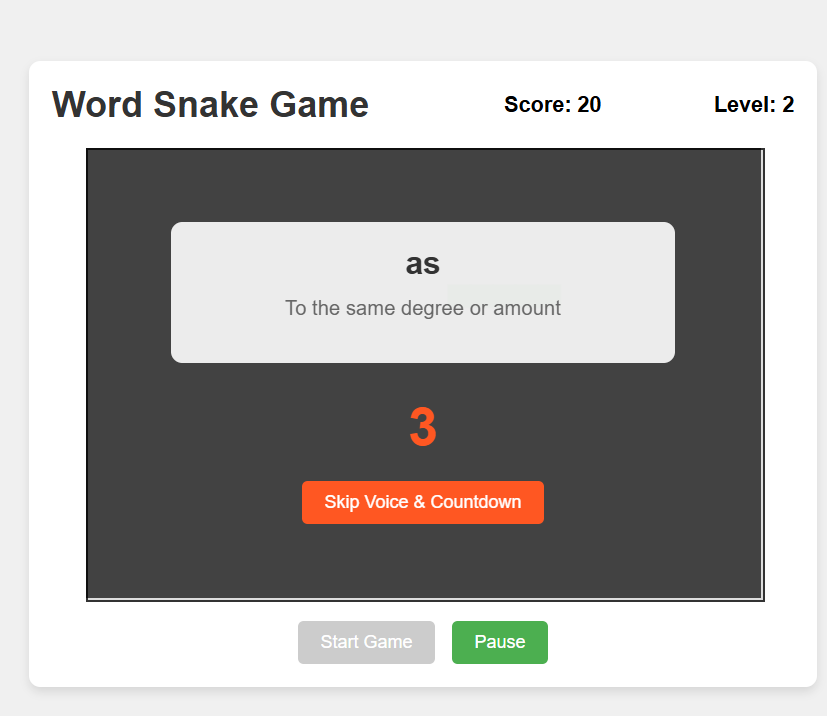 Word Snake Game
Score: 20
Level: 2
as
To the same degree or amount
3
Skip Voice & Countdown
Start Game
Pause